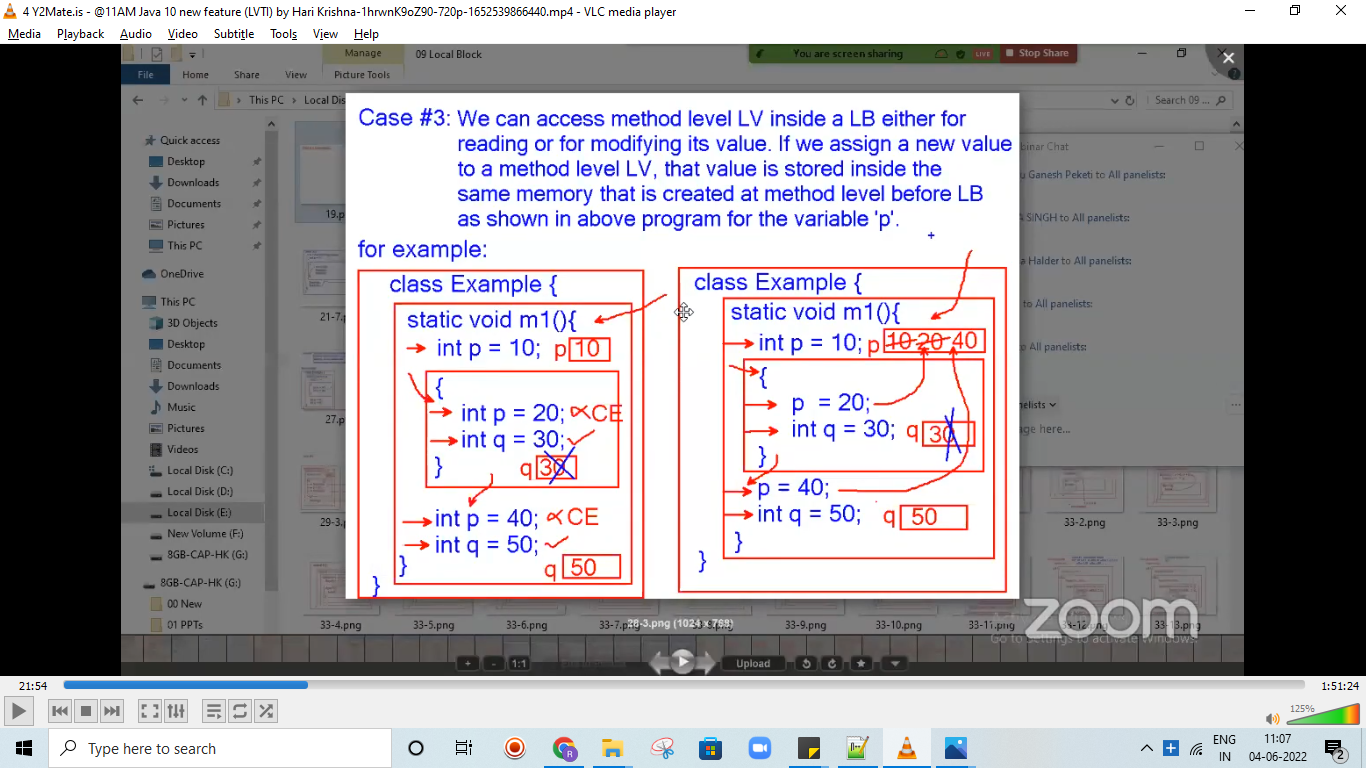 4 Y2Mate.is - @11AM Java 10 new feature (LVTI) by Hari Krishna-1hrwnK9oZ90-720p-1652539866440.mp4 - VLC media player
Media Playback Audio Video Subtitle Tools View Help
Manage
09 Local Block
You are screen sharing
LIVE
Stop Share
File Home Share View Picture Tools
This PC
Local Dis
Search 09 ...
Quick access
Desktop
Downloads
Documents
Pictures
This PC
OneDrive
This PC
3D Objects
Desktop
Documents
Downloads
Music
Pictures
Videos
Local Disk (C:)
Local Disk (D:)
Local Disk (E:)
New Volume (F:)
8GB-CAP-HK (G:)
8GB-CAP-HK (G:)
00 New
01 PPTs
19.p
21-7.
27.p
29-3.
Case #3: We can access method level LV inside a LB either for
reading or for modifying its value. If we assign a new value
to a method level LV, that value is stored inside the
same memory that is created at method level before LB
as shown in above program for the variable 'p'.
for example:
class Example {
static void m1(){
int p = 10; p 10
{
int p = 20; CE
int q = 30;
} q 30
int p = 40; CE
int q = 50;
} q 50
}
class Example {
static void m1(){
int p = 10; p 10 20 40
{
p = 20;
int q = 30; q 30
}
p = 40;
int q = 50; q 50
}
}
inar Chat
u Ganesh Peketi to All panelists:
SINGH to All panelists:
a Halder to All panelists:
to All panelists:
to All panelists:
nelists
age here...
33-2.png
33-3.png
33-4.png
33-5.png
33-6.png
33-7.png
28-3.png (1024 x 768)
33-9.png
33-10.png
33-11.png
33-12.png
33-13.png
zoom
Go to Settings to activate Windows.
1:1
Upload
21:54
1:51:24
125%
Type here to search
ENG
IN
11:07
04-06-2022
2